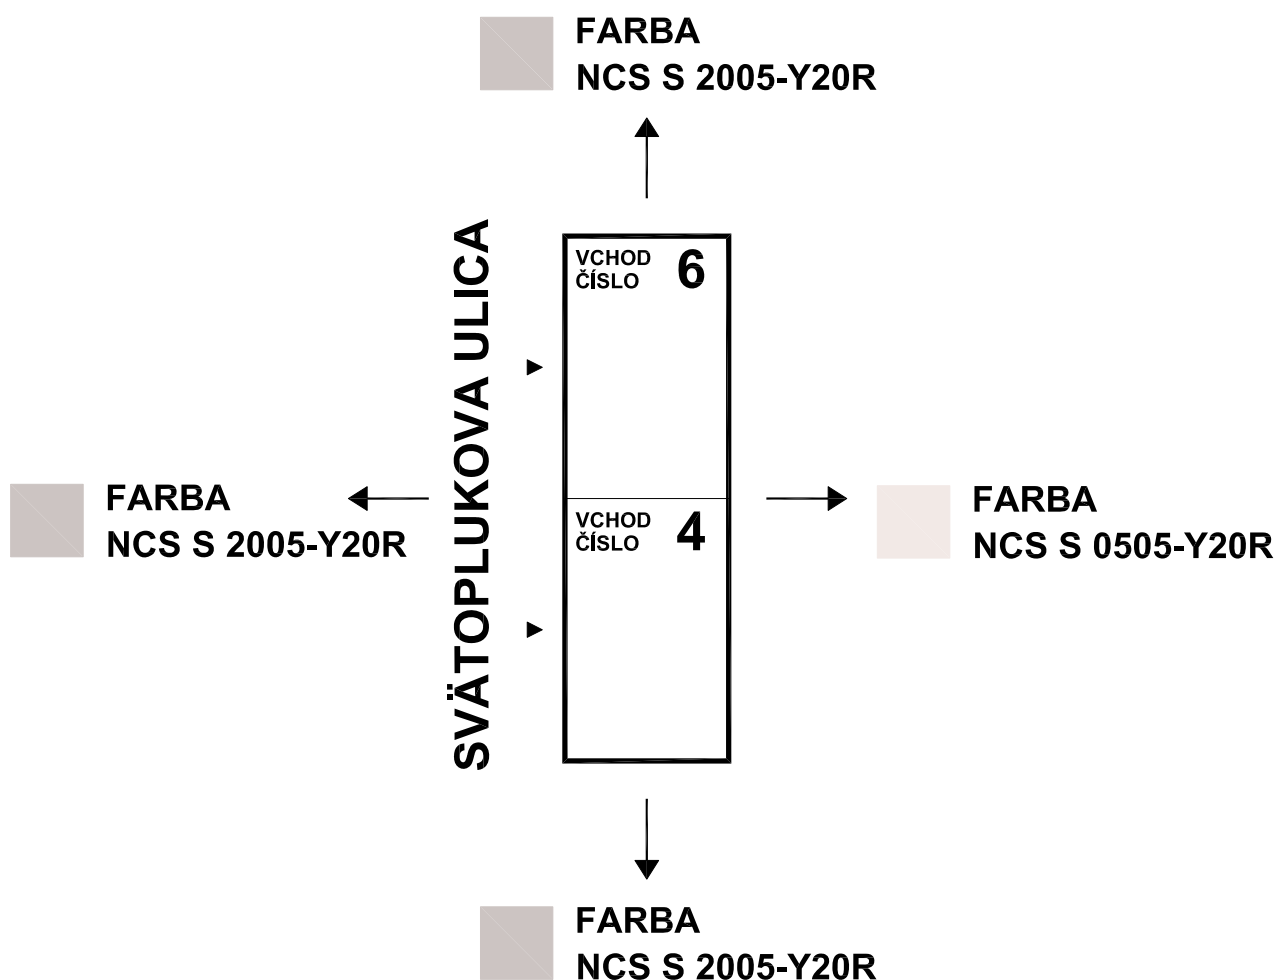 FARBA
NCS S 2005-Y20R
SVÄTOPLUKOVA ULICA
VCHOD
ČÍSLO
6
FARBA
NCS S 2005-Y20R
VCHOD
ČÍSLO
4
FARBA
NCS S 0505-Y20R
FARBA
NCS S 2005-Y20R